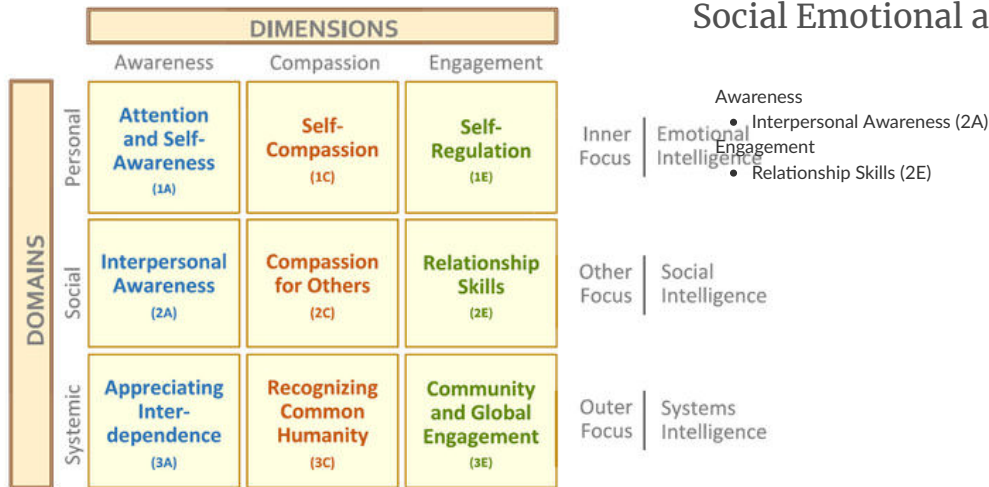 Social Emotional a
DIMENSIONS
Awareness Compassion Engagement
DOMAINS
Personal
Attention
and Self-
Awareness
(1A)
Self-
Compassion
(1C)
Self-
Regulation
(1E)
Inner
Focus
Emotional
Intelligence
Social
Interpersonal
Awareness
(2A)
Compassion
for Others
(2C)
Relationship
Skills
(2E)
Other
Focus
Social
Intelligence
Systemic
Appreciating
Inter-
dependence
(3A)
Recognizing
Common
Humanity
(3C)
Community
and Global
Engagement
(3E)
Outer
Focus
Systems
Intelligence
Awareness
• Interpersonal Awareness (2A)
Engagement
• Relationship Skills (2E)